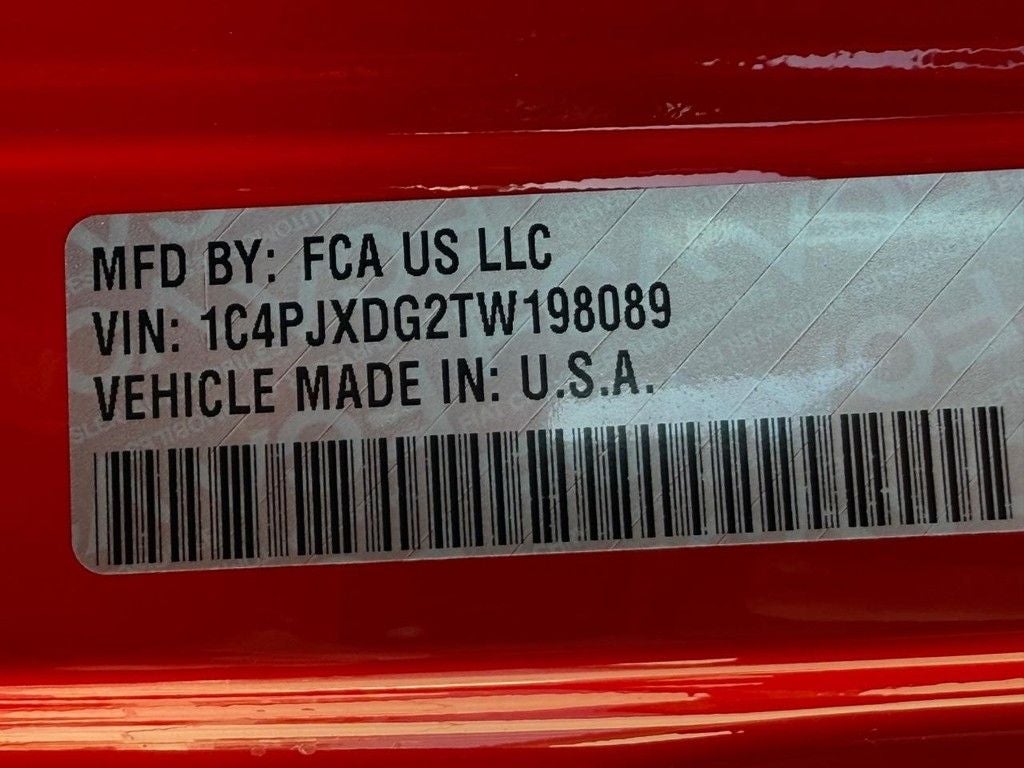 MFD BY: FCA US LLC
VIN: 1C4PJXDG2TW198089
VEHICLE MADE IN: U.S.A.